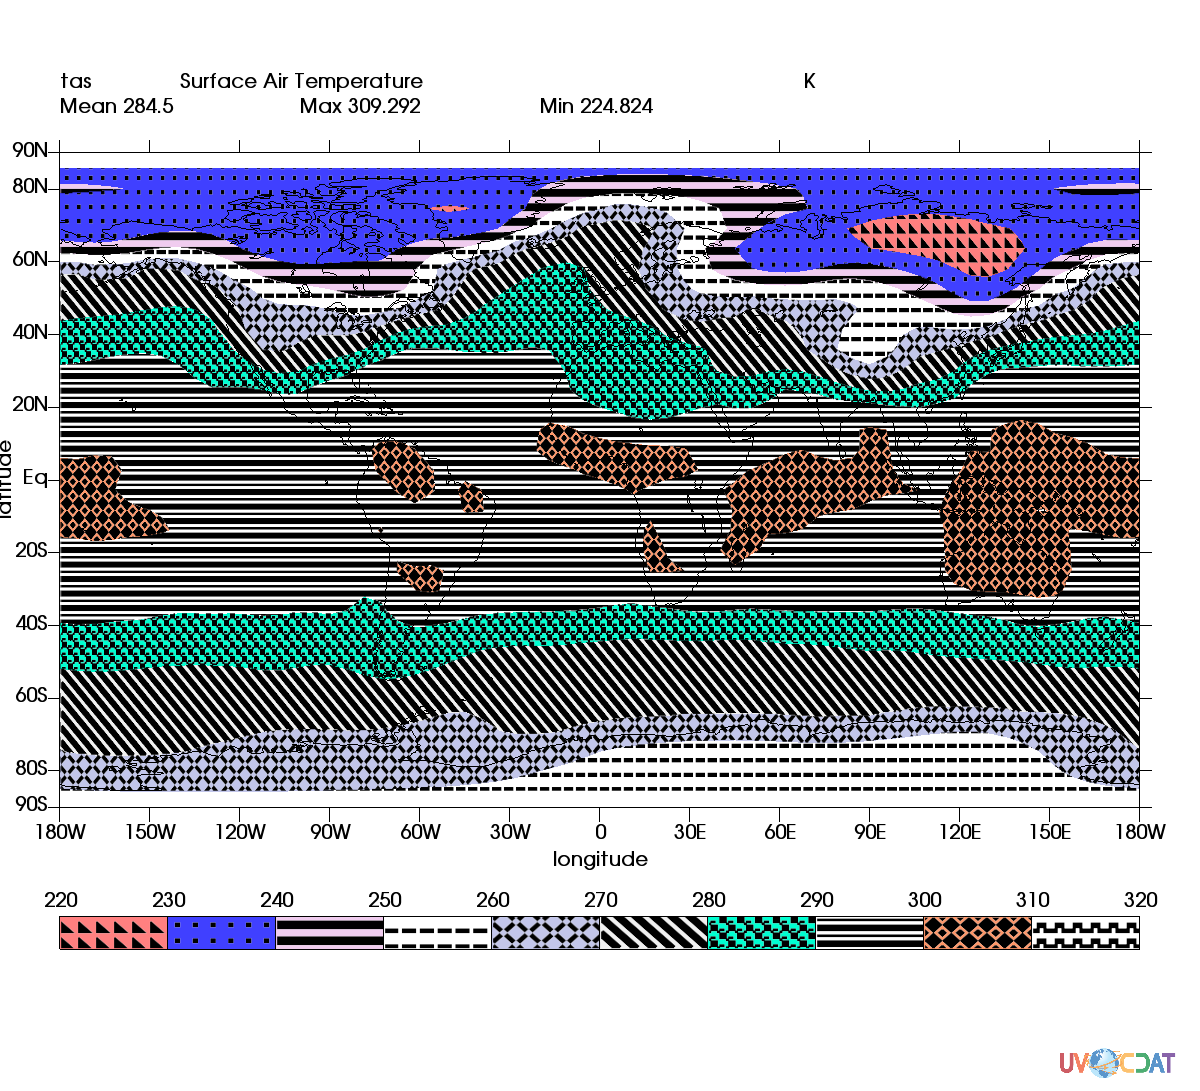 tas Surface Air Temperature K
Mean 284.5 Max 309.292 Min 224.824
90N
80N
60N
40N
20N
Eq
20S
40S
60S
80S
90S
latitude
180W 150W 120W 90W 60W 30W 0 30E 60E 90E 120E 150E 180W
longitude
220 230 240 250 260 270 280 290 300 310 320
UV CDAT